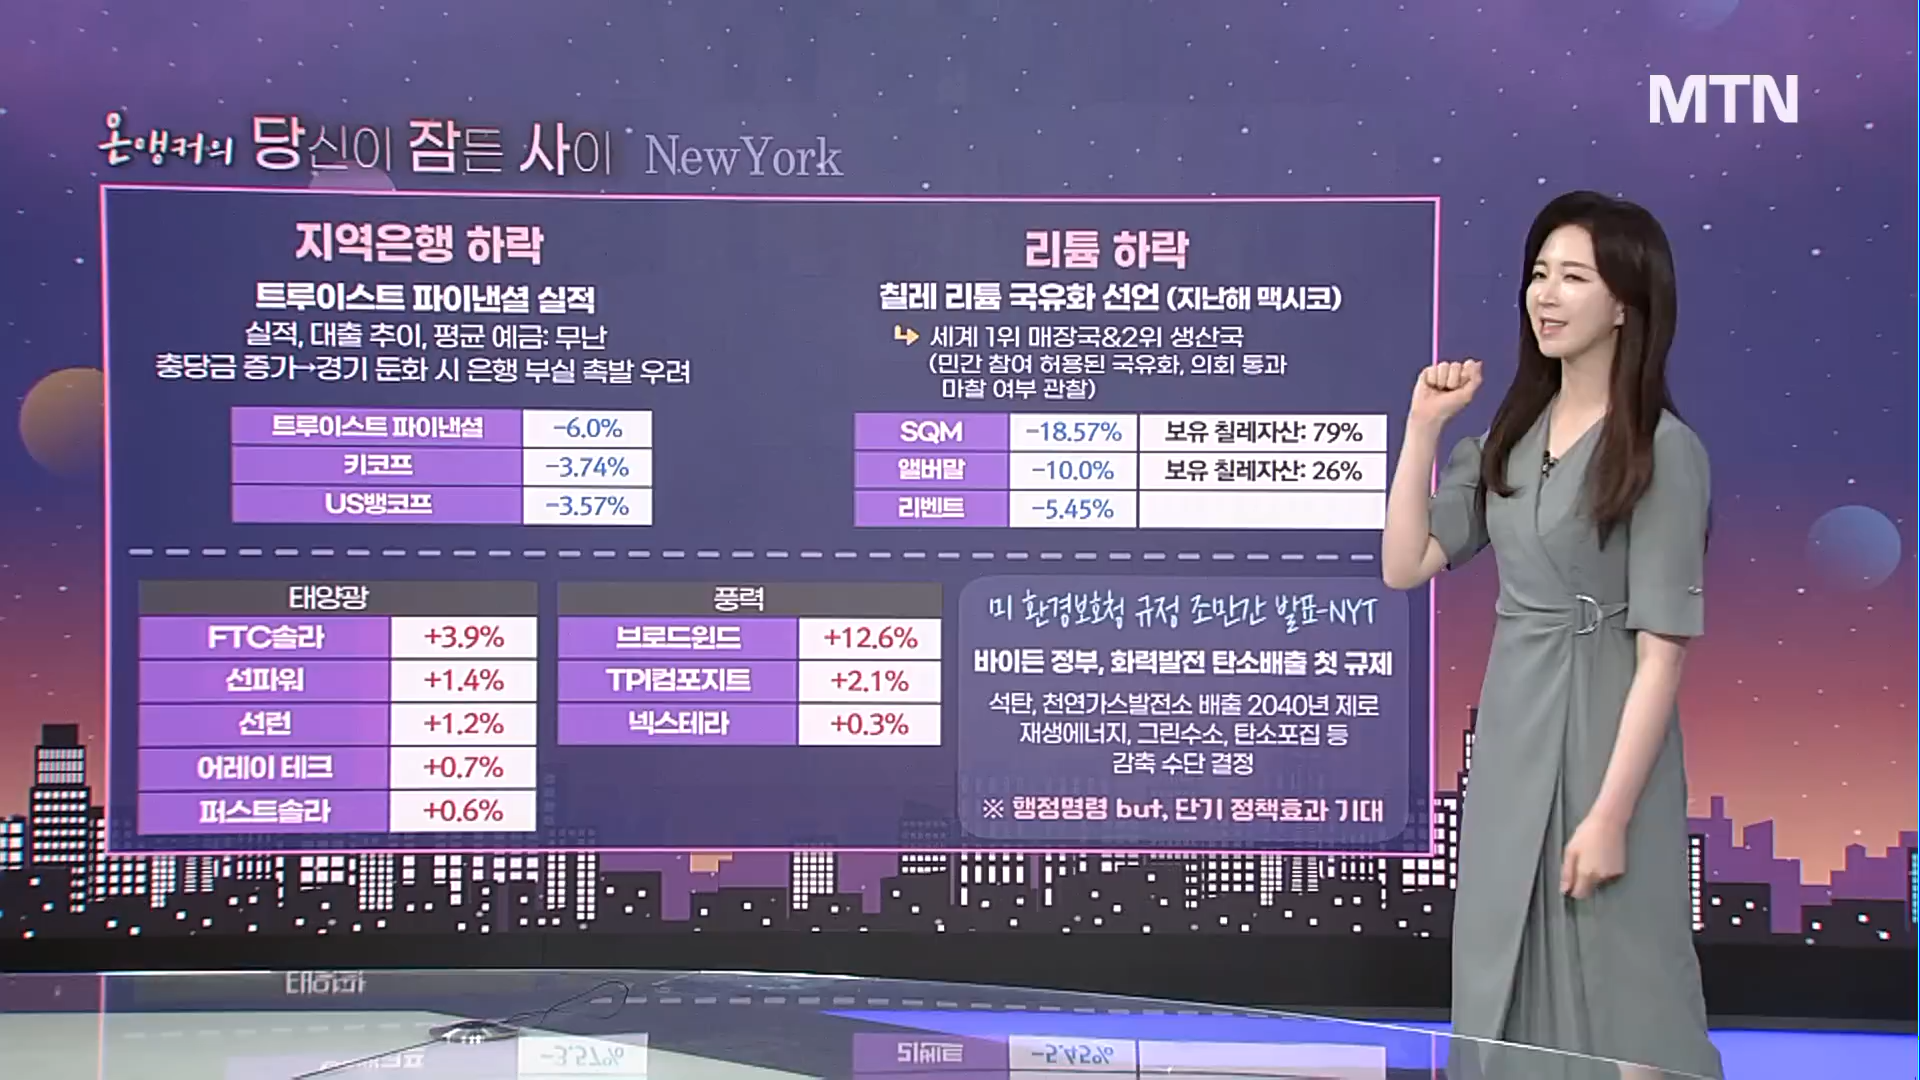 MTN
온앵커의 당신이 잠든 사이 NewYork
지역은행 하락
트루이스트 파이낸셜 실적
실적, 대출 추이, 평균 예금: 무난
충당금 증가→경기 둔화 시 은행 부실 촉발 우려
트루이스트 파이낸셜 -6.0%
키코프 -3.74%
US뱅코프 -3.57%
리튬 하락
칠레 리튬 국유화 선언 (지난해 멕시코)
↳ 세계 1위 매장국&2위 생산국
(민간 참여 허용된 국유화, 의회 통과
마찰 여부 관찰)
SQM -18.57% 보유 칠레자산: 79%
앨버말 -10.0% 보유 칠레자산: 26%
리벤트 -5.45%
태양광
FTC솔라 +3.9%
선파워 +1.4%
선런 +1.2%
어레이 테크 +0.7%
퍼스트솔라 +0.6%
풍력
브로드윈드 +12.6%
TPI컴포지트 +2.1%
넥스테라 +0.3%
미 환경보호청 규정 조만간 발표-NYT
바이든 정부, 화력발전 탄소배출 첫 규제
석탄, 천연가스발전소 배출 2040년 제로
재생에너지, 그린수소, 탄소포집 등
감축 수단 결정
※ 행정명령 but, 단기 정책효과 기대